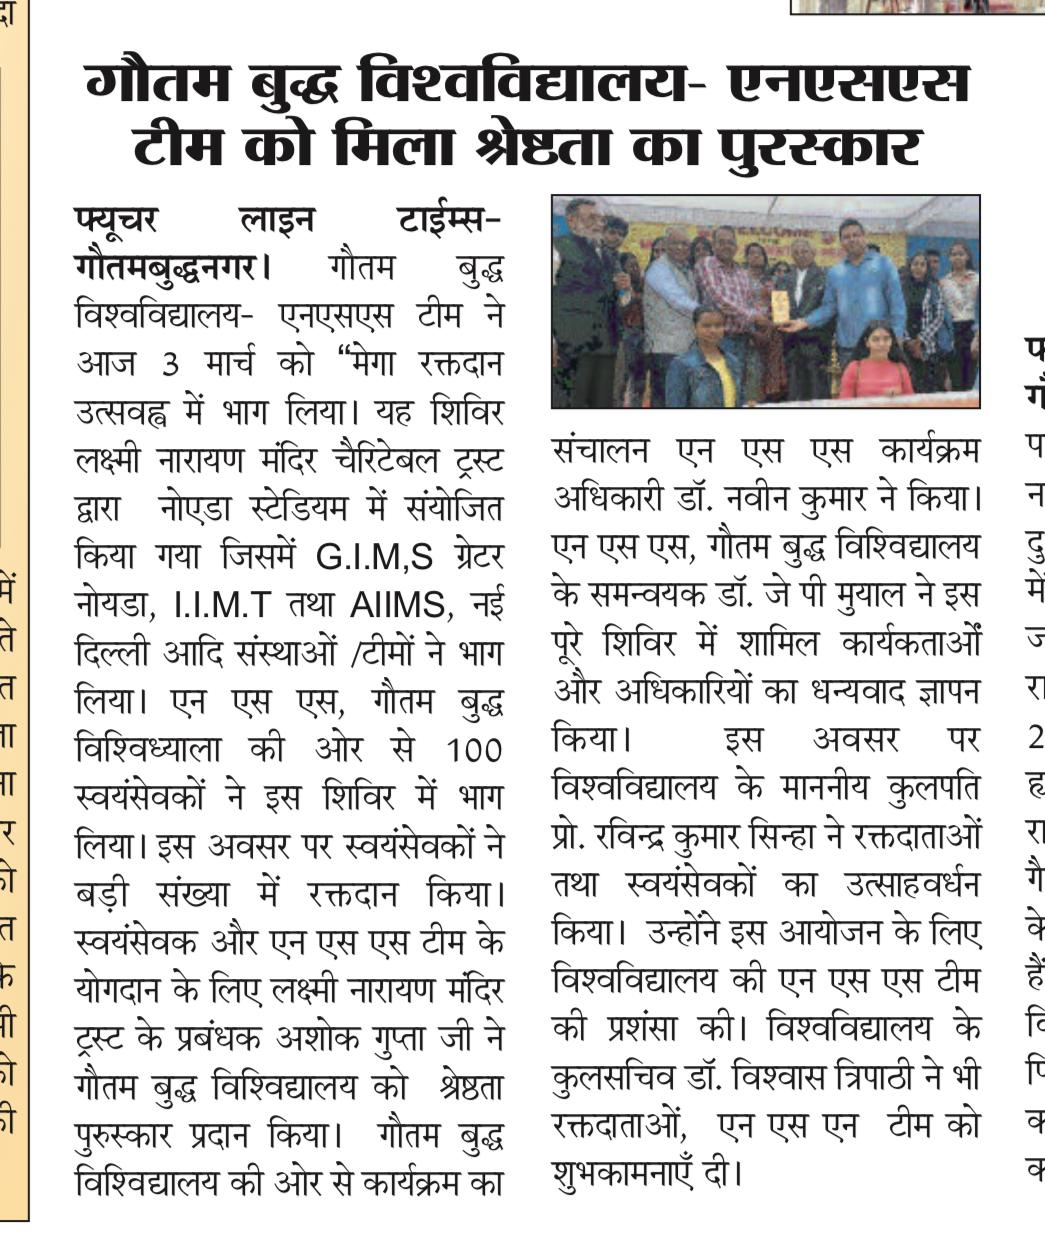 गौतम बुद्ध विश्वविद्यालय- एनएसएस
टीम को मिला श्रेष्ठता का पुरस्कार
फ्यूचर लाइन टाईम्स-
गौतमबुद्धनगर। गौतम बुद्ध
विश्वविद्यालय- एनएसएस टीम ने
आज 3 मार्च को “मेगा रक्तदान
उत्सवह्व में भाग लिया। यह शिविर
लक्ष्मी नारायण मंदिर चैरिटेबल ट्रस्ट
द्वारा नोएडा स्टेडियम में संयोजित
किया गया जिसमें G.I.M,S ग्रेटर
नोयडा, I.I.M.T तथा AIIMS, नई
दिल्ली आदि संस्थाओं /टीमों ने भाग
लिया। एन एस एस, गौतम बुद्ध
विश्विध्याला की ओर से 100
स्वयंसेवकों ने इस शिविर में भाग
लिया। इस अवसर पर स्वयंसेवकों ने
बड़ी संख्या में रक्तदान किया।
स्वयंसेवक और एन एस एस टीम के
योगदान के लिए लक्ष्मी नारायण मंदिर
ट्रस्ट के प्रबंधक अशोक गुप्ता जी ने
गौतम बुद्ध विश्विद्यालय को श्रेष्ठता
पुरुस्कार प्रदान किया। गौतम बुद्ध
विश्विद्यालय की ओर से कार्यक्रम का
संचालन एन एस एस कार्यक्रम
अधिकारी डॉ. नवीन कुमार ने किया।
एन एस एस, गौतम बुद्ध विश्विद्यालय
के समन्वयक डॉ. जे पी मुयाल ने इस
पूरे शिविर में शामिल कार्यकताओं
और अधिकारियों का धन्यवाद ज्ञापन
किया। इस अवसर पर
विश्वविद्यालय के माननीय कुलपति
प्रो. रविन्द्र कुमार सिन्हा ने रक्तदाताओं
तथा स्वयंसेवकों का उत्साहवर्धन
किया। उन्होंने इस आयोजन के लिए
विश्वविद्यालय की एन एस एस टीम
की प्रशंसा की। विश्वविद्यालय के
कुलसचिव डॉ. विश्वास त्रिपाठी ने भी
रक्तदाताओं, एन एस एन टीम को
शुभकामनाएँ दी।